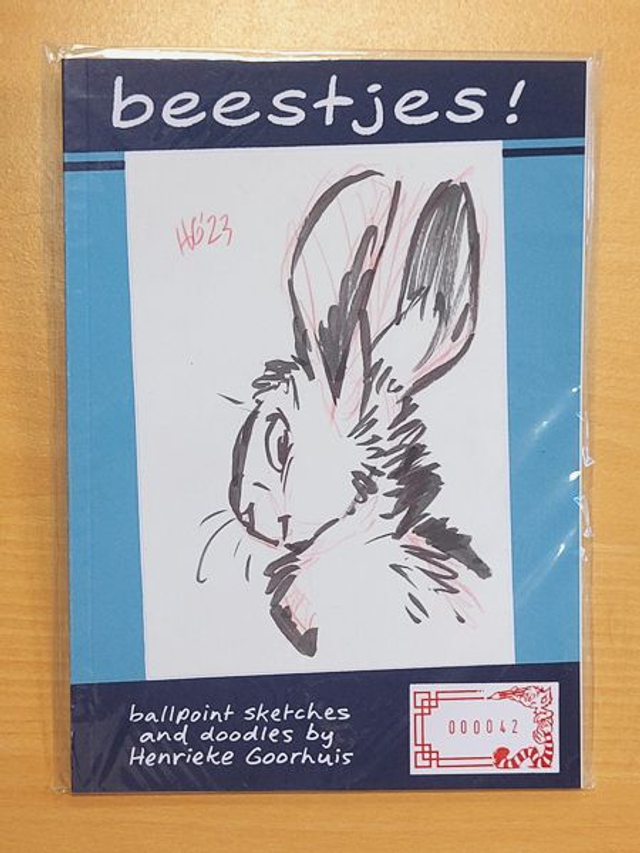 beestjes!
HG'23
ballpoint sketches
and doodles by
Henrieke Goorhuis
000042